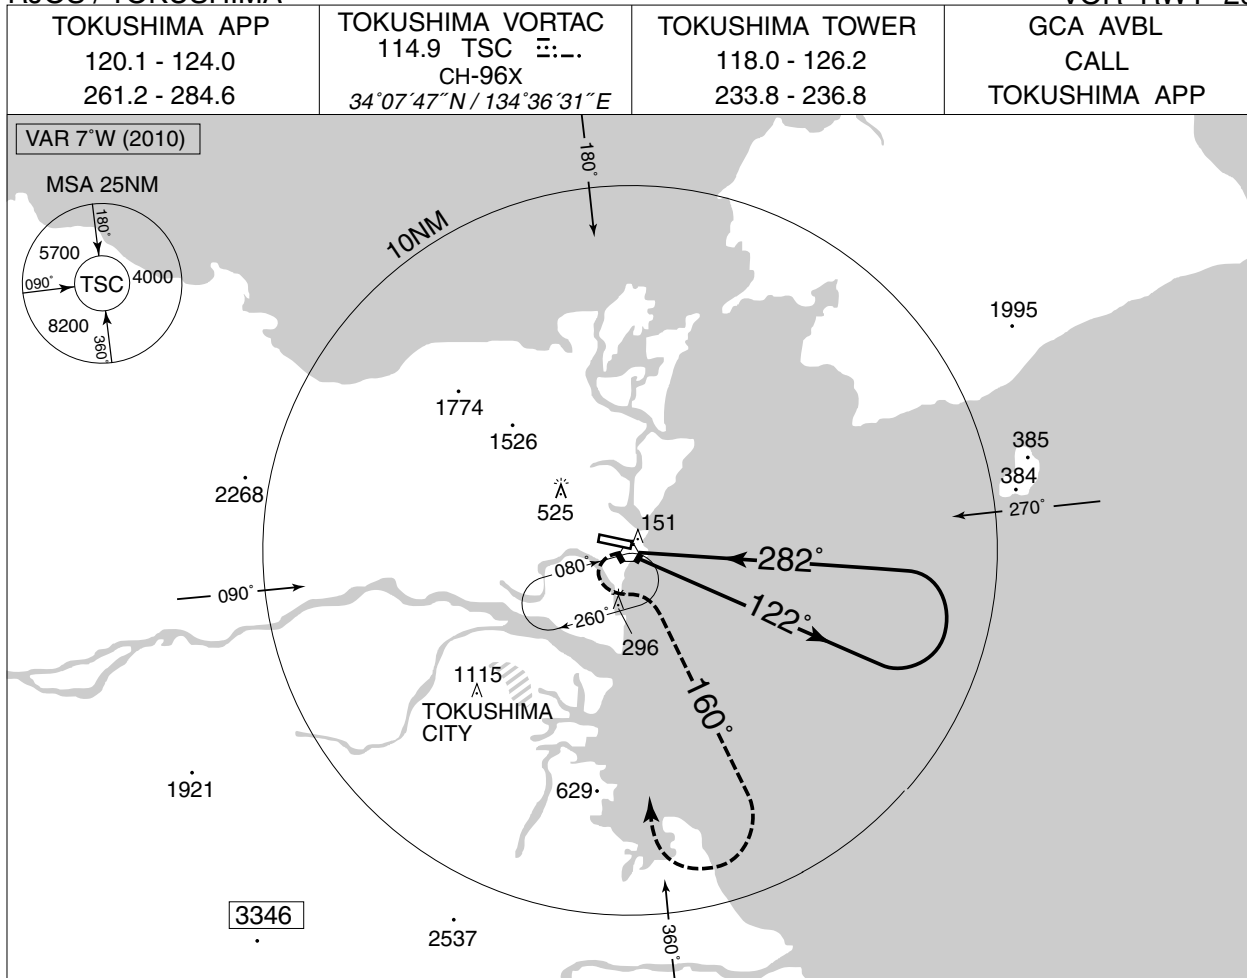 TOKUSHIMA APP
120.1 - 124.0
261.2 - 284.6
TOKUSHIMA VORTAC
114.9 TSC
CH-96X
34°07´47˝N / 134°36´31˝E
TOKUSHIMA TOWER
118.0 - 126.2
233.8 - 236.8
GCA AVBL
CALL
TOKUSHIMA APP
VAR 7°W (2010)
MSA 25NM
180°
5700
4000
090°
TSC
8200
360°
180°
10NM
1995
1774
1526
385
384
2268
525
151
270°
282°
080°
090°
122°
260°
296
1115
160°
TOKUSHIMA
CITY
1921
629
3346
2537
360°